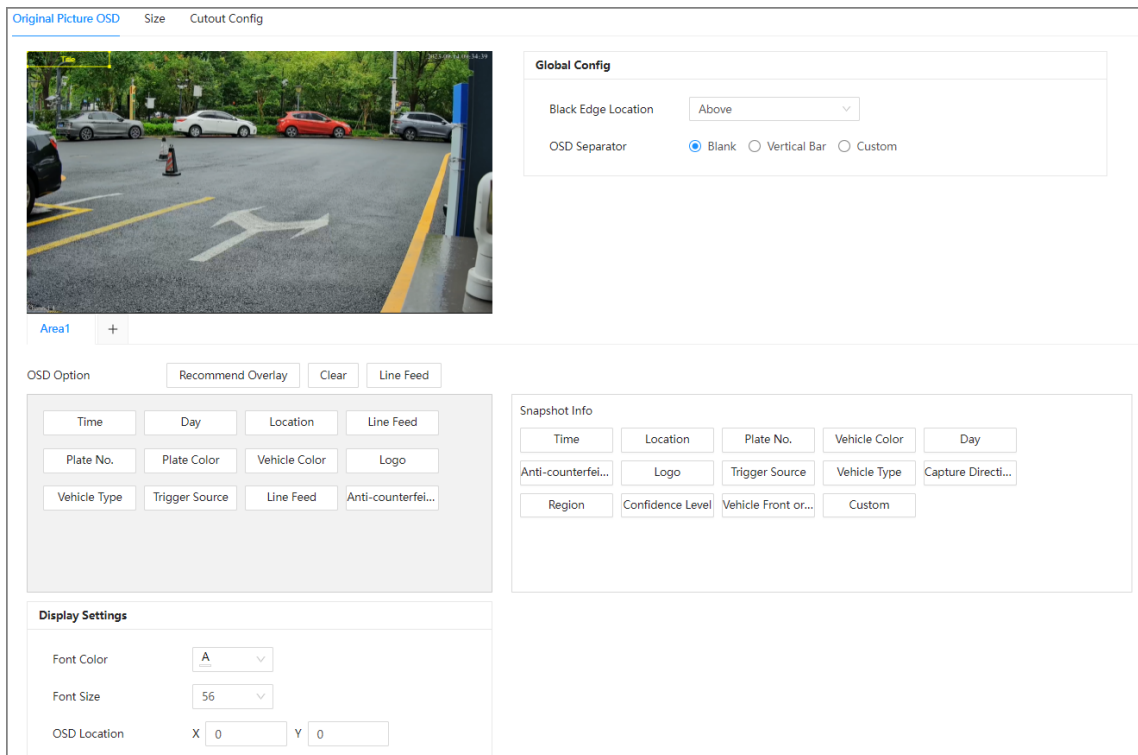 Original Picture OSD Size Cutout Config
Title
Global Config
Black Edge Location Above
OSD Separator Blank Vertical Bar Custom
Area1 +
OSD Option Recommend Overlay Clear Line Feed
Time Day Location Line Feed
Plate No. Plate Color Vehicle Color Logo
Vehicle Type Trigger Source Line Feed Anti-counterfei...
Snapshot Info
Time Location Plate No. Vehicle Color Day
Anti-counterfei... Logo Trigger Source Vehicle Type Capture Directi...
Region Confidence Level Vehicle Front or... Custom
Display Settings
Font Color A
Font Size 56
OSD Location X 0 Y 0